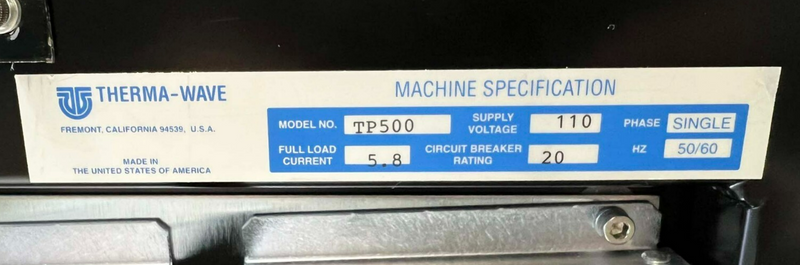 THERMA-WAVE
FREMONT, CALIFORNIA 94539, U.S.A.
MADE IN
THE UNITED STATES OF AMERICA
MACHINE SPECIFICATION
MODEL NO. TP500
SUPPLY
VOLTAGE 110
PHASE SINGLE
FULL LOAD
CURRENT 5.8
CIRCUIT BREAKER
RATING 20
HZ 50/60